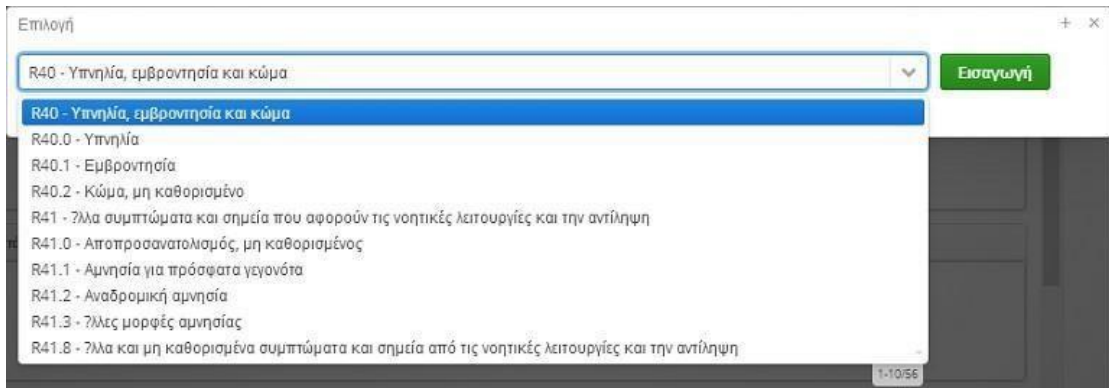 Επιλογή
R40 - Υπνηλία, εμβροντησία και κώμα
Εισαγωγή
R40 - Υπνηλία, εμβροντησία και κώμα
R40.0 - Υπνηλία
R40.1 - Εμβροντησία
R40.2 - Κώμα, μη καθορισμένο
R41 - ?λλα συμπτώματα και σημεία που αφορούν τις νοητικές λειτουργίες και την αντίληψη
R41.0 - Αποπροσανατολισμός, μη καθορισμένος
R41.1 - Αμνησία για πρόσφατα γεγονότα
R41.2 - Αναδρομική αμνησία
R41.3 - ?λλες μορφές αμνησίας
R41.8 - ?λλα και μη καθορισμένα συμπτώματα και σημεία από τις νοητικές λειτουργίες και την αντίληψη
1-10/56